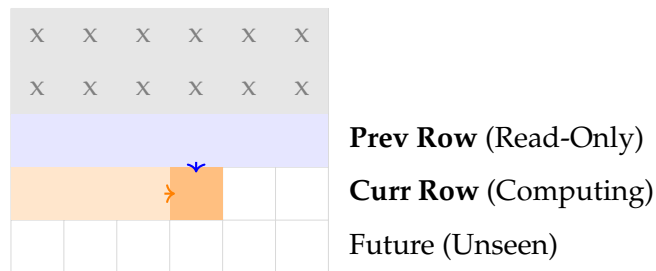 x x x x x x
x x x x x x
Prev Row (Read-Only)
Curr Row (Computing)
Future (Unseen)